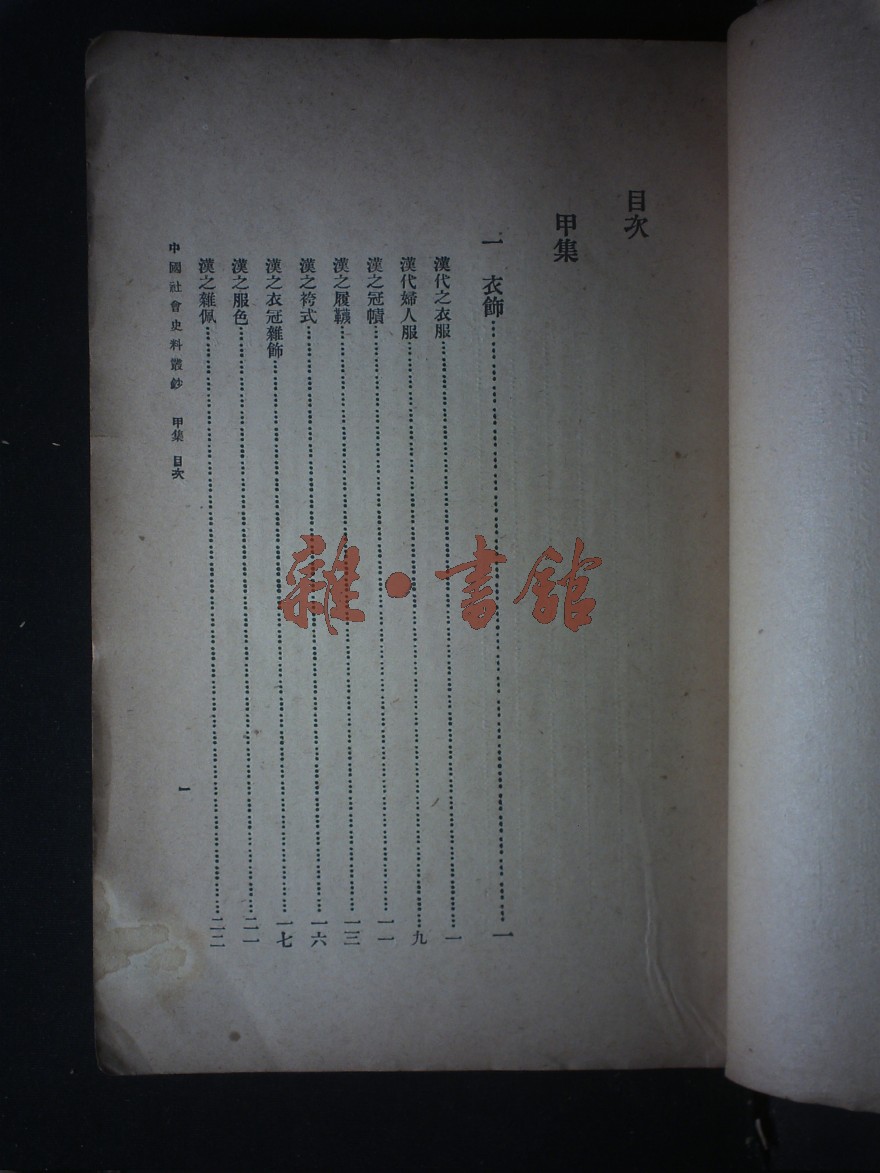 目次
甲集
一 衣飾……一
漢代之衣服……一
漢代婦人服……九
漢之冠幘……一一
漢之履韈……一三
漢之袴式……一六
漢之衣冠雜飾……一七
漢之服色……二一
漢之雜佩……二二
中國社會史料叢鈔 甲集 目次
一
雜·書館